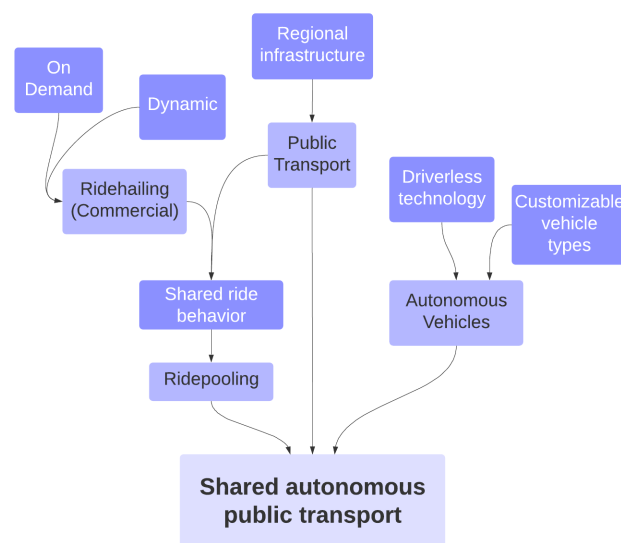 Regional
infrastructure
On
Demand
Dynamic
Public
Transport
Driverless
technology
Ridehailing
(Commercial)
Customizable
vehicle
types
Shared ride
behavior
Autonomous
Vehicles
Ridepooling
Shared autonomous
public transport